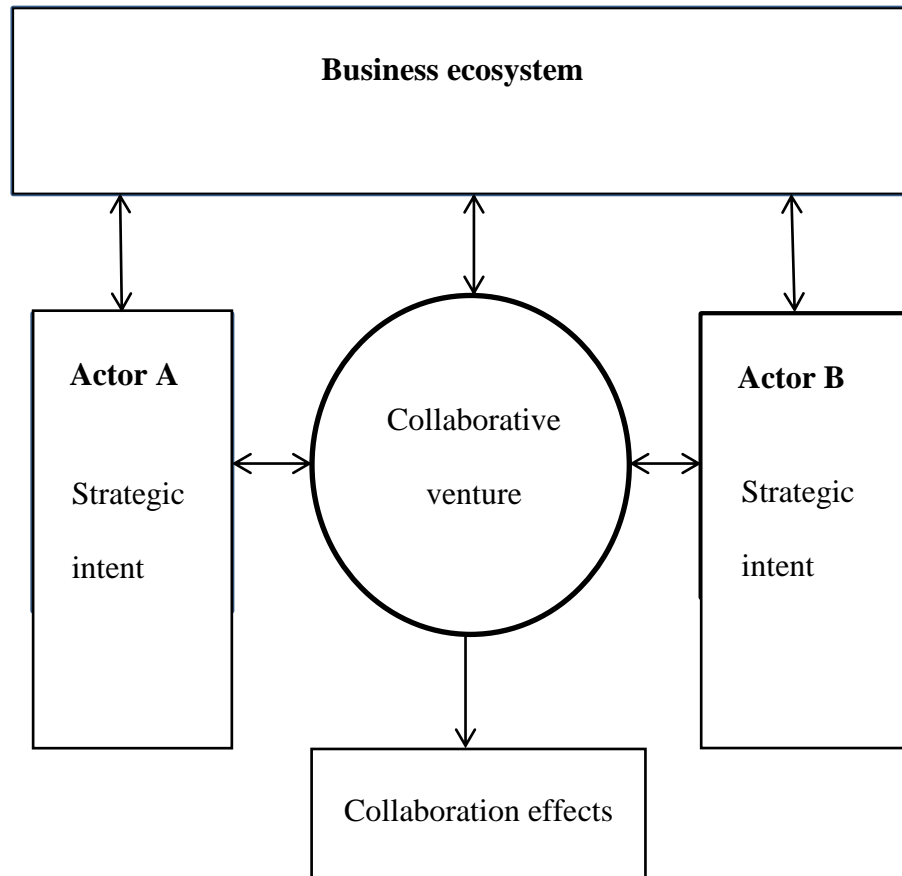 Business ecosystem
Actor A
Strategic
intent
Collaborative
venture
Actor B
Strategic
intent
Collaboration effects